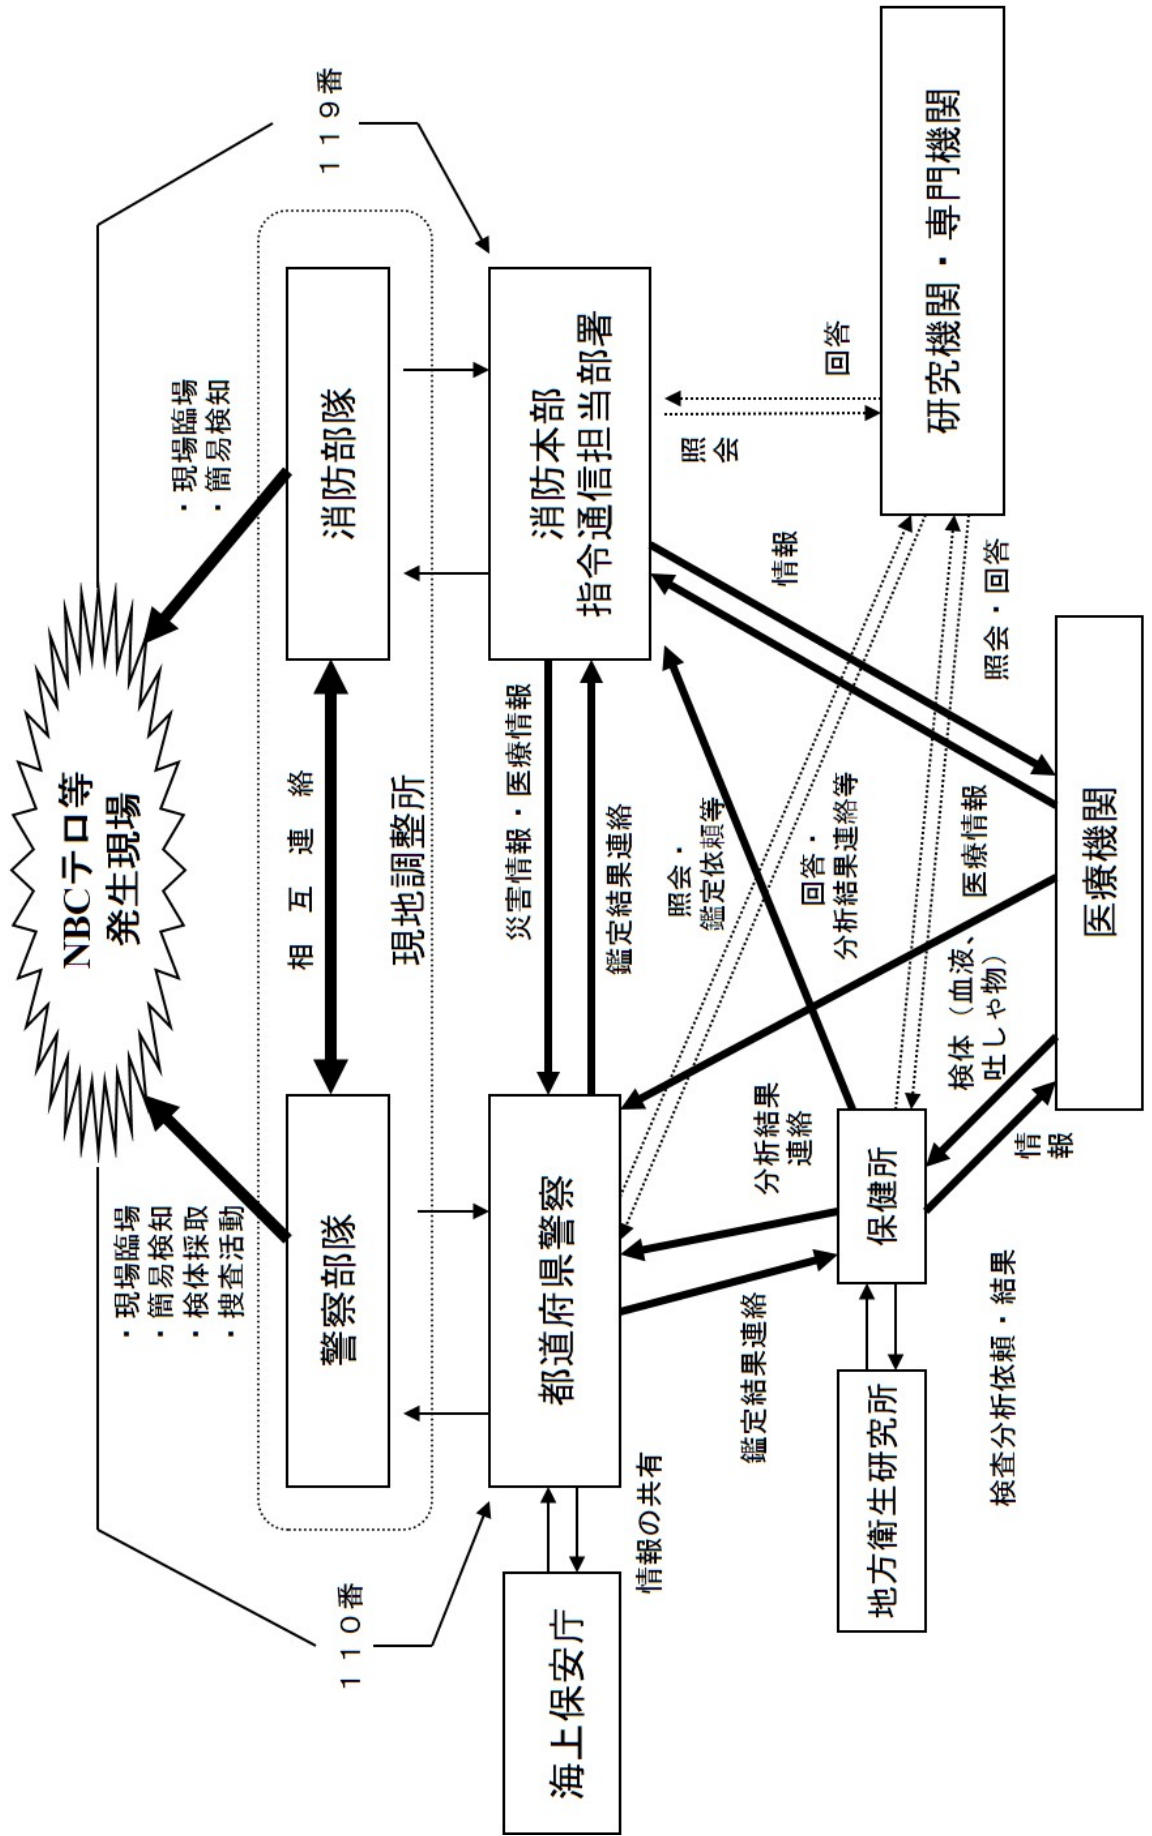 NBCテロ等
発生現場
・現場臨場
・簡易検知
・検体採取
・捜査活動
・現場臨場
・簡易検知
110番
119番
警察部隊
相互連絡
消防部隊
現地調整所
海上保安庁
情報の共有
都道府県警察
災害情報・医療情報
鑑定結果連絡
消防本部
指令通信担当部署
照会・
鑑定依頼等
回答・
分析結果連絡等
照会
回答
鑑定結果連絡
分析結果
連絡
情報
地方衛生研究所
保健所
研究機関・専門機関
検査分析依頼・結果
情報
検体（血液、
吐しゃ物）
医療情報
照会・回答
医療機関